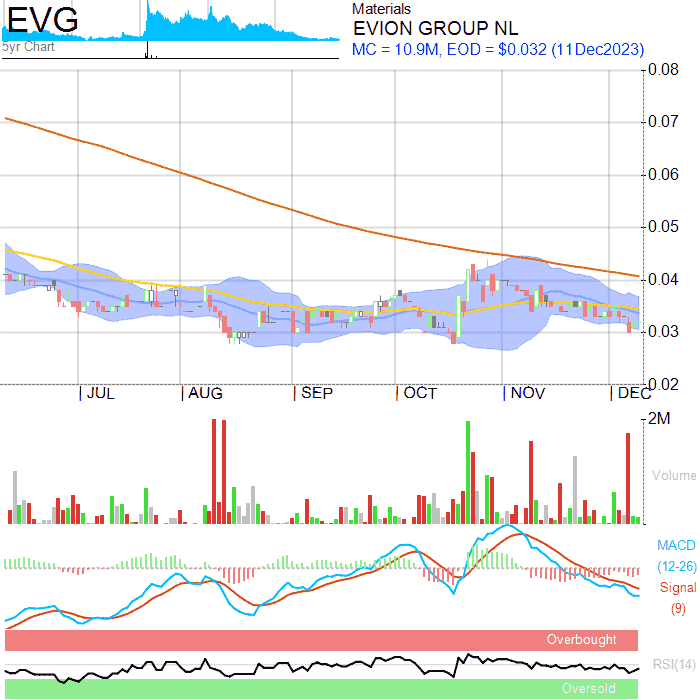 EVG
5yr Chart
Materials
EVION GROUP NL
MC = 10.9M, EOD = $0.032 (11Dec2023)
0.08
0.07
0.06
0.05
0.04
0.03
0.02
JUL AUG SEP OCT NOV DEC
2M
Volume
MACD
(12-26)
Signal
(9)
Overbought
RSI(14)
Oversold